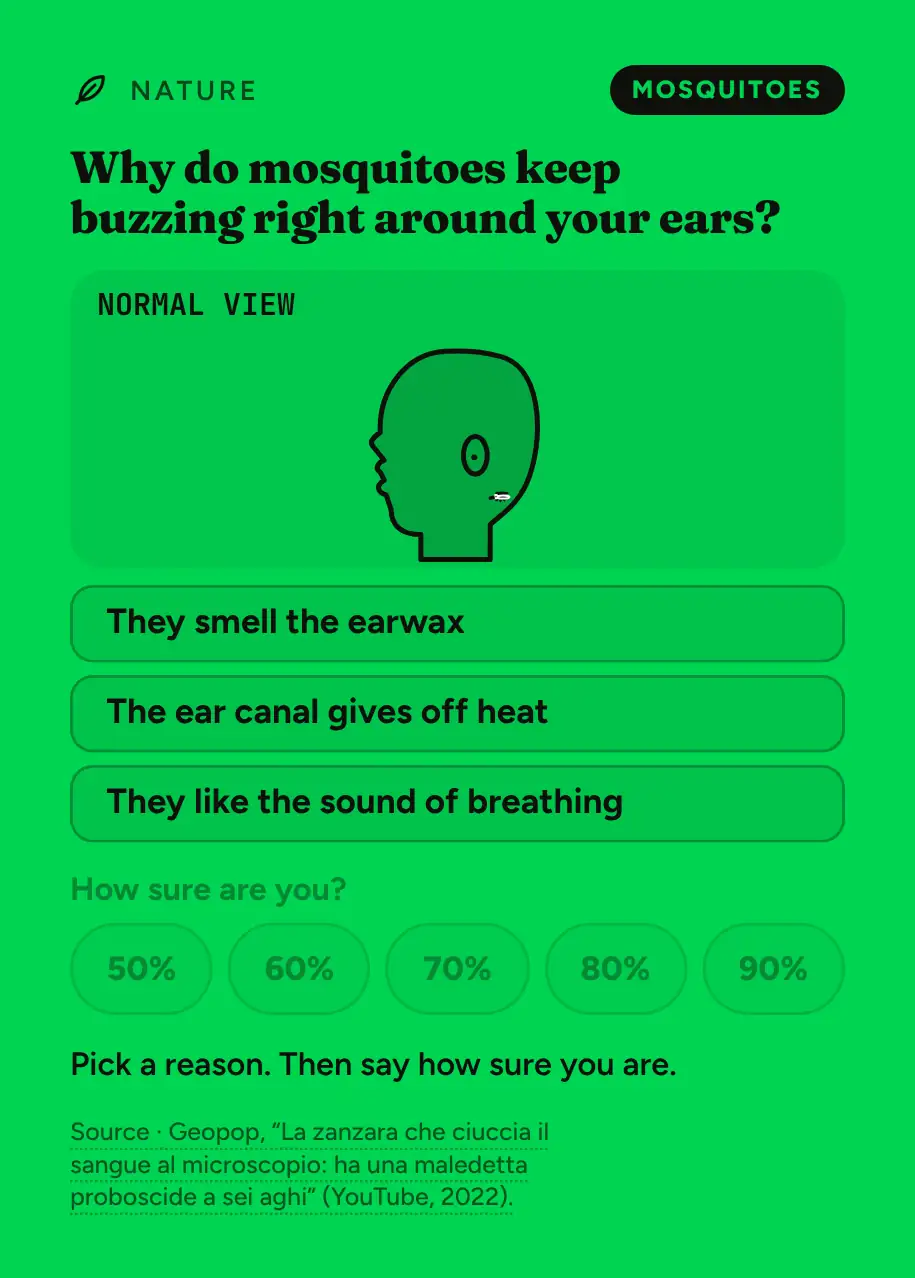 NATURE
MOSQUITOES
Why do mosquitoes keep
buzzing right around your ears?
NORMAL VIEW
They smell the earwax
The ear canal gives off heat
They like the sound of breathing
How sure are you?
50% 60% 70% 80% 90%
Pick a reason. Then say how sure you are.
Source · Geopop, “La zanzara che ciuccia il
sangue al microscopio: ha una maledetta
proboscide a sei aghi” (YouTube, 2022).